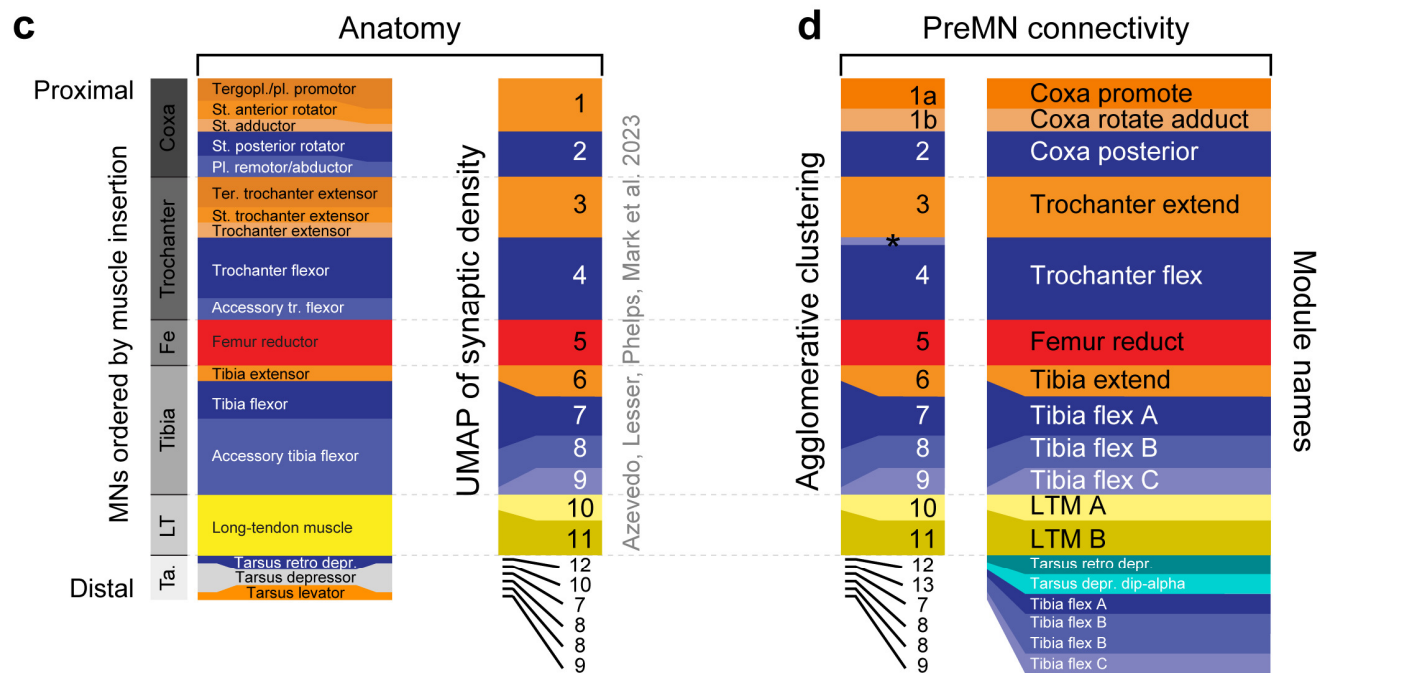 c
Anatomy
Proximal
Distal
MNs ordered by muscle insertion
Coxa
Trochanter
Fe
Tibia
LT
Ta.
Tergopl./pl. promotor
St. anterior rotator
St. adductor
St. posterior rotator
Pl. remotor/abductor
Ter. trochanter extensor
St. trochanter extensor
Trochanter extensor
Trochanter flexor
Accessory tr. flexor
Femur reductor
Tibia extensor
Tibia flexor
Accessory tibia flexor
Long-tendon muscle
Tarsus retro depr.
Tarsus depressor
Tarsus levator
UMAP of synaptic density
1
2
3
4
5
6
7
8
9
10
11
12
10
7
8
8
9
Azevedo, Lesser, Phelps, Mark et al. 2023
d
PreMN connectivity
Agglomerative clustering
1a
1b
2
3
*
4
5
6
7
8
9
10
11
12
13
7
8
8
9
Coxa promote
Coxa rotate adduct
Coxa posterior
Trochanter extend
Trochanter flex
Femur reduct
Tibia extend
Tibia flex A
Tibia flex B
Tibia flex C
LTM A
LTM B
Tarsus retro depr.
Tarsus depr. dip-alpha
Tibia flex A
Tibia flex B
Tibia flex B
Tibia flex C
Module names